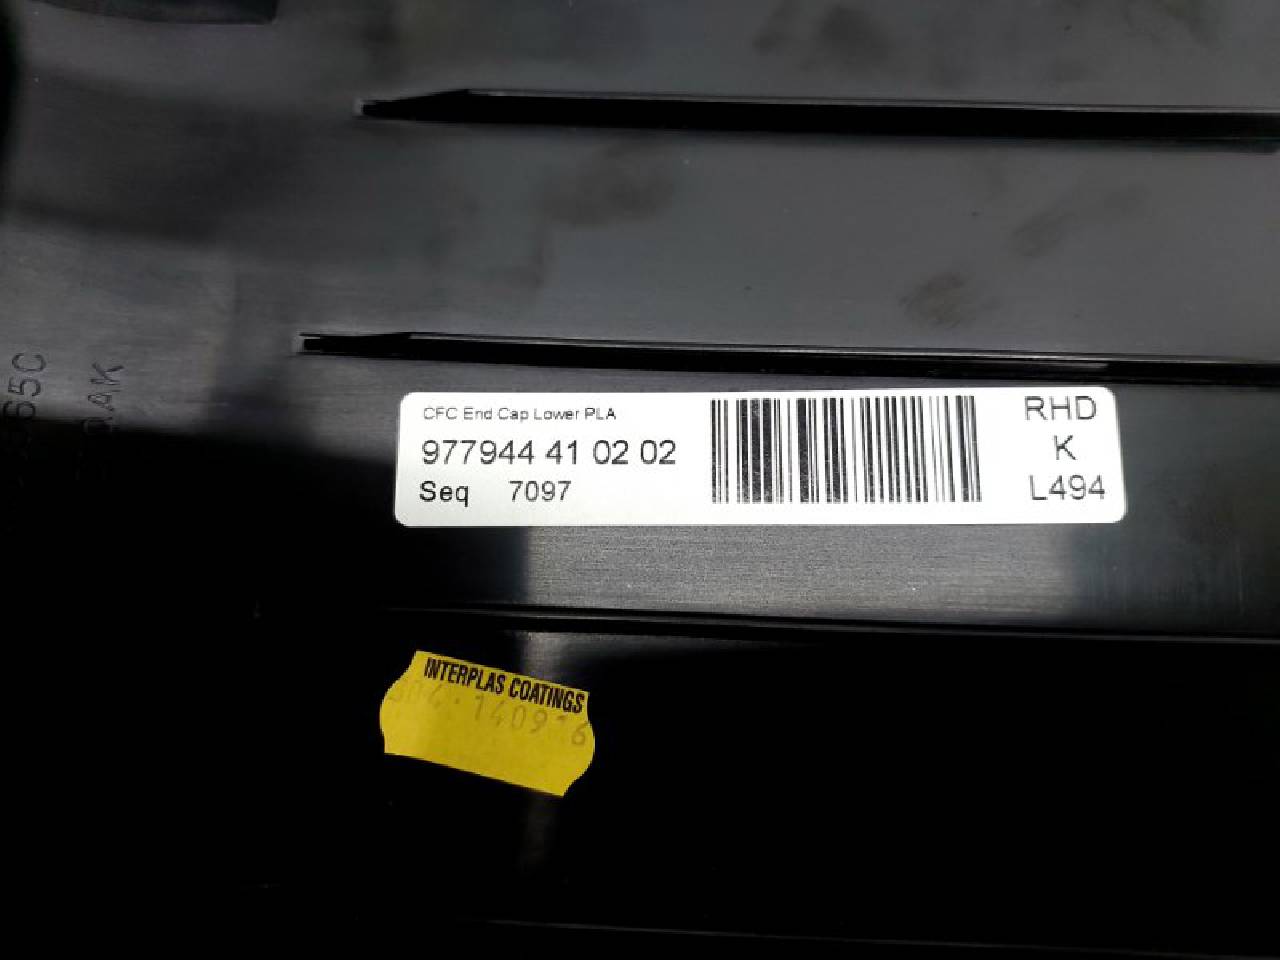 CFC End Cap Lower PLA
977944 41 02 02
Seq 7097
RHD
K
L494
INTERPLAS COATINGS